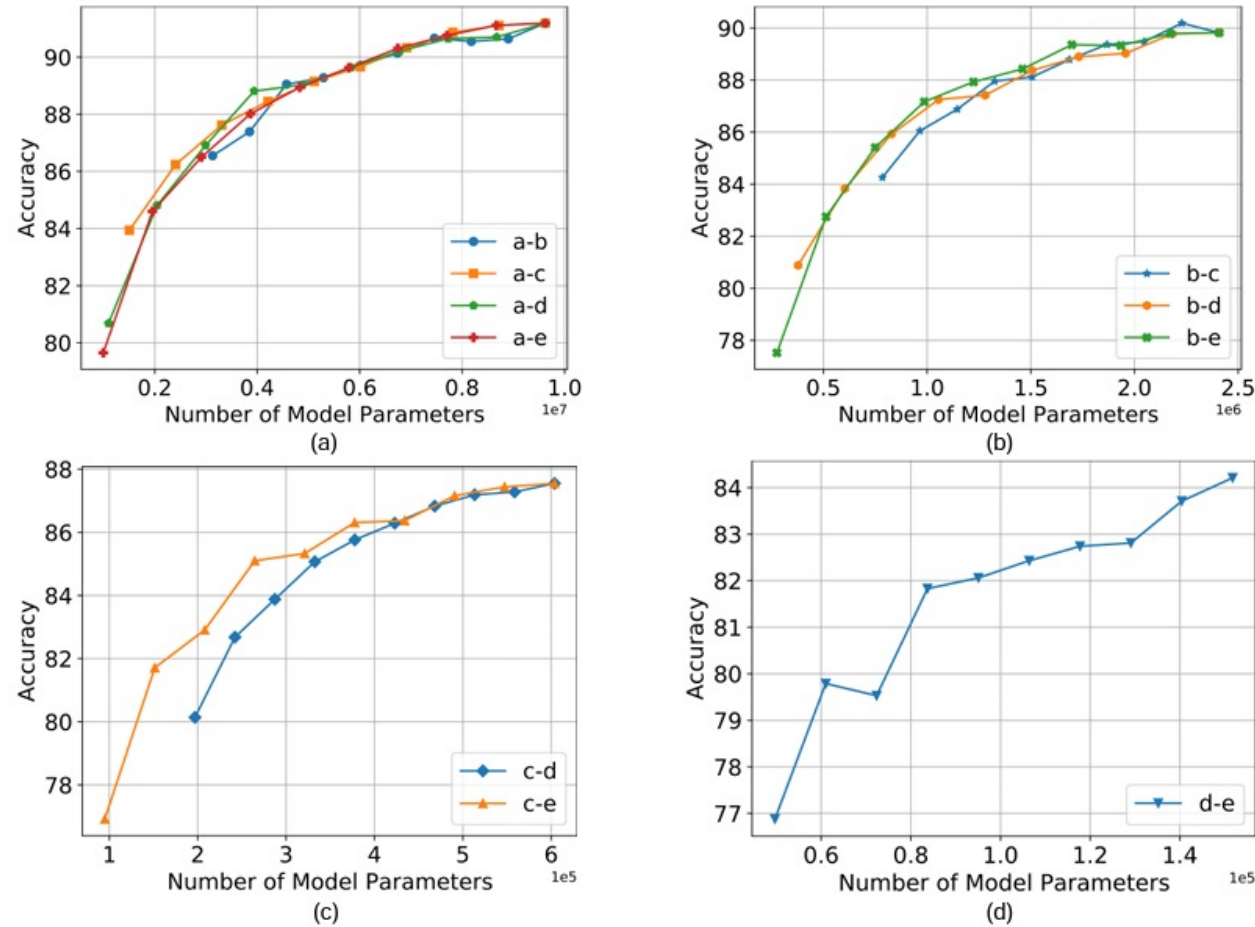 90
88
86
84
82
80
Accuracy
a-b
a-c
a-d
a-e
0.2 0.4 0.6 0.8 1.0
1e7
Number of Model Parameters
(a)
90
88
86
84
82
80
78
Accuracy
b-c
b-d
b-e
0.5 1.0 1.5 2.0 2.5
1e6
Number of Model Parameters
(b)
88
86
84
82
80
78
Accuracy
c-d
c-e
1 2 3 4 5 6
1e5
Number of Model Parameters
(c)
84
83
82
81
80
79
78
77
Accuracy
d-e
0.6 0.8 1.0 1.2 1.4
1e5
Number of Model Parameters
(d)